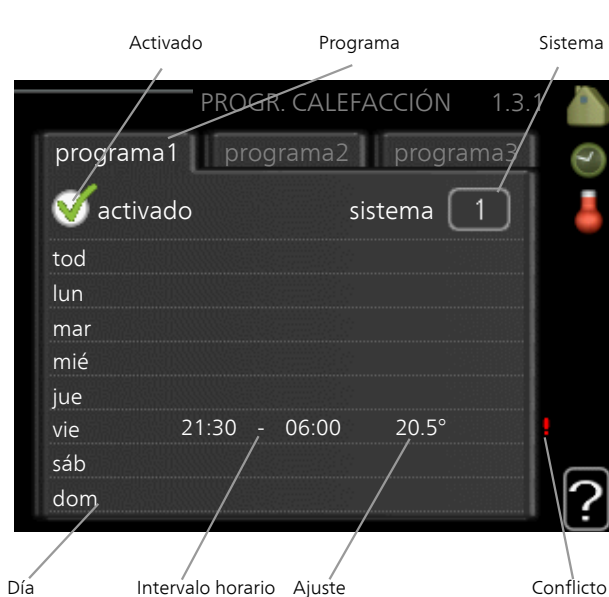 Activado Programa Sistema
PROGR. CALEFACCIÓN 1.3.1
programa1 programa2 programa3
activado sistema 1
tod
lun
mar
mié
jue
vie 21:30 - 06:00 20.5° !
sáb
dom
?
Día Intervalo horario Ajuste Conflicto